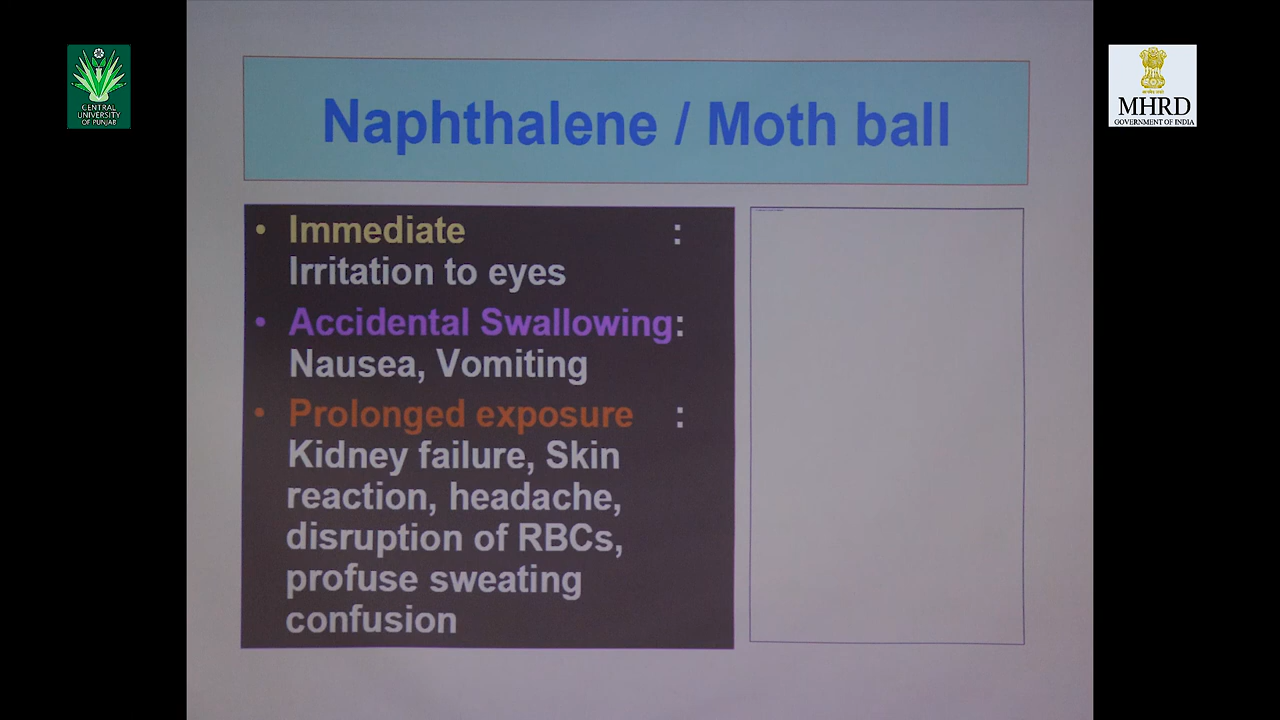 CENTRAL
UNIVERSITY
OF PUNJAB
MHRD
GOVERNMENT OF INDIA
Naphthalene / Moth ball
• Immediate :
Irritation to eyes
• Accidental Swallowing:
Nausea, Vomiting
• Prolonged exposure :
Kidney failure, Skin
reaction, headache,
disruption of RBCs,
profuse sweating
confusion